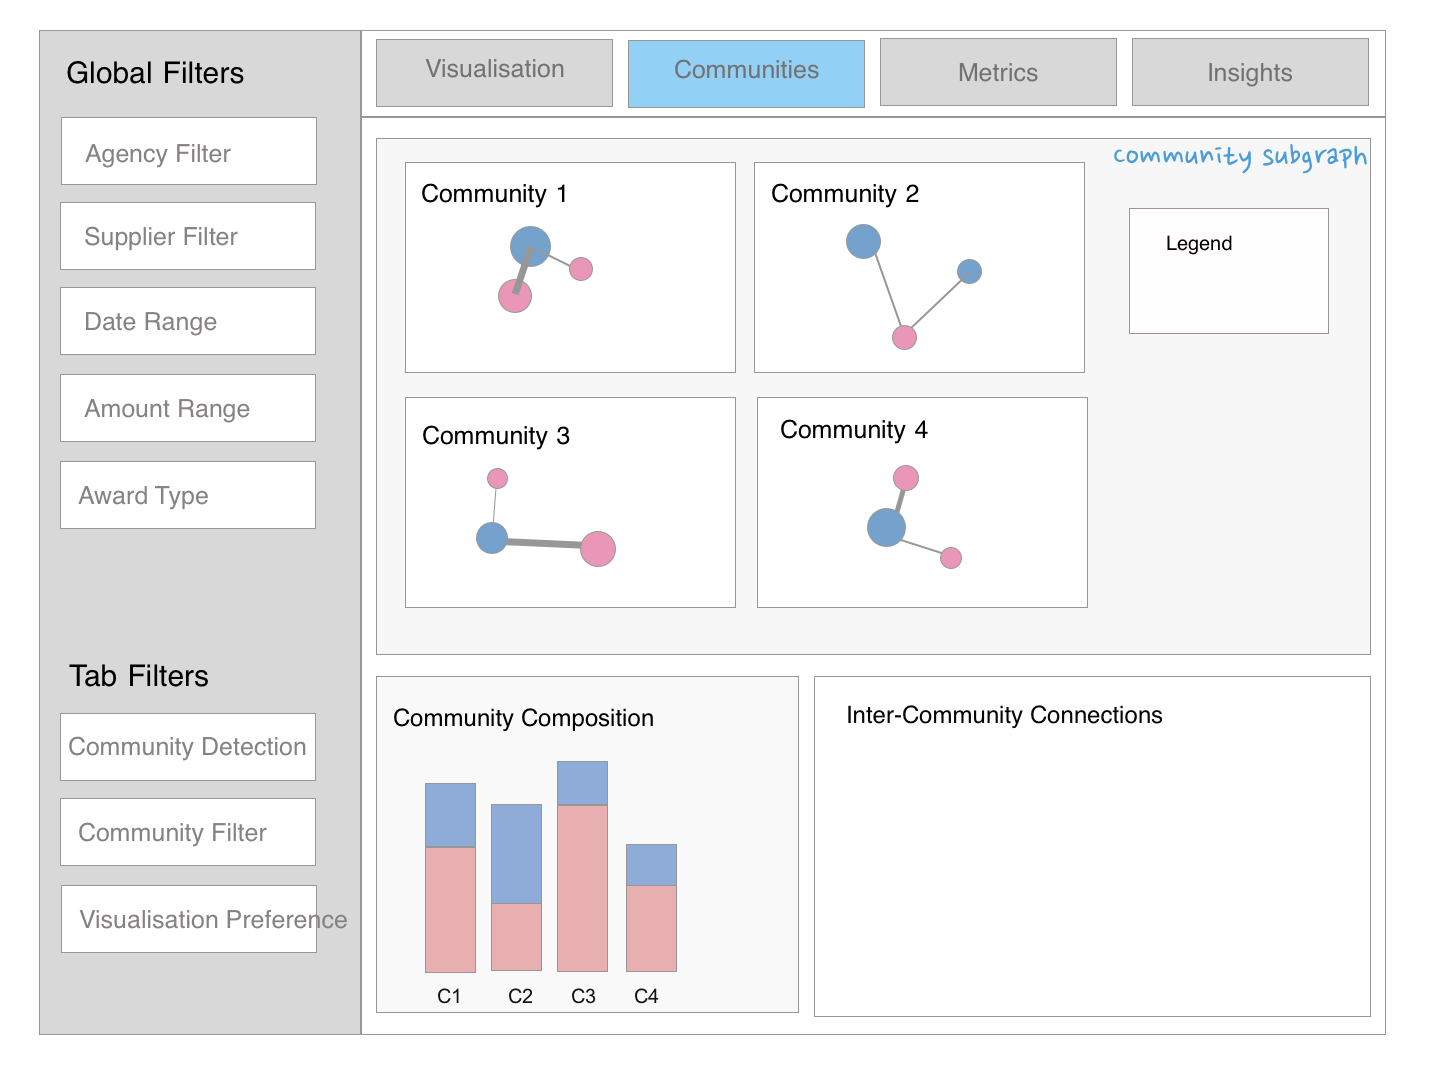 Global Filters
Agency Filter
Supplier Filter
Date Range
Amount Range
Award Type
Tab Filters
Community Detection
Community Filter
Visualisation Preference
Visualisation
Communities
Metrics
Insights
community subgraph
Community 1
Community 2
Legend
Community 3
Community 4
Community Composition
C1
C2
C3
C4
Inter-Community Connections